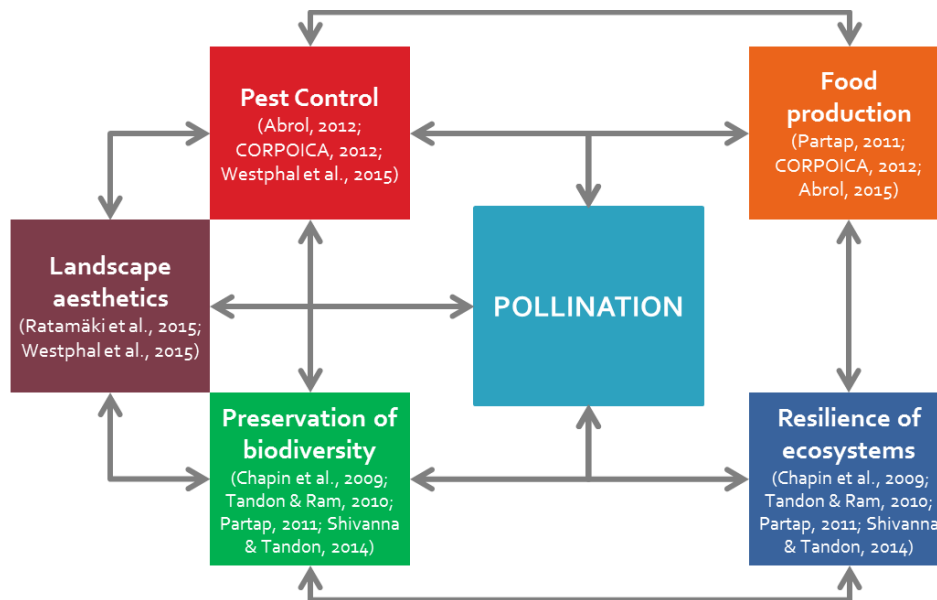 Pest Control
(Abrol, 2012;
CORPOICA, 2012;
Westphal et al., 2015)
Food
production
(Partap, 2011;
CORPOICA, 2012;
Abrol, 2015)
Landscape
aesthetics
(Ratamäki et al., 2015;
Westphal et al., 2015)
POLLINATION
Preservation of
biodiversity
(Chapin et al., 2009;
Tandon & Ram, 2010;
Partap, 2011; Shivanna
& Tandon, 2014)
Resilience of
ecosystems
(Chapin et al., 2009;
Tandon & Ram, 2010;
Partap, 2011; Shivanna
& Tandon, 2014)